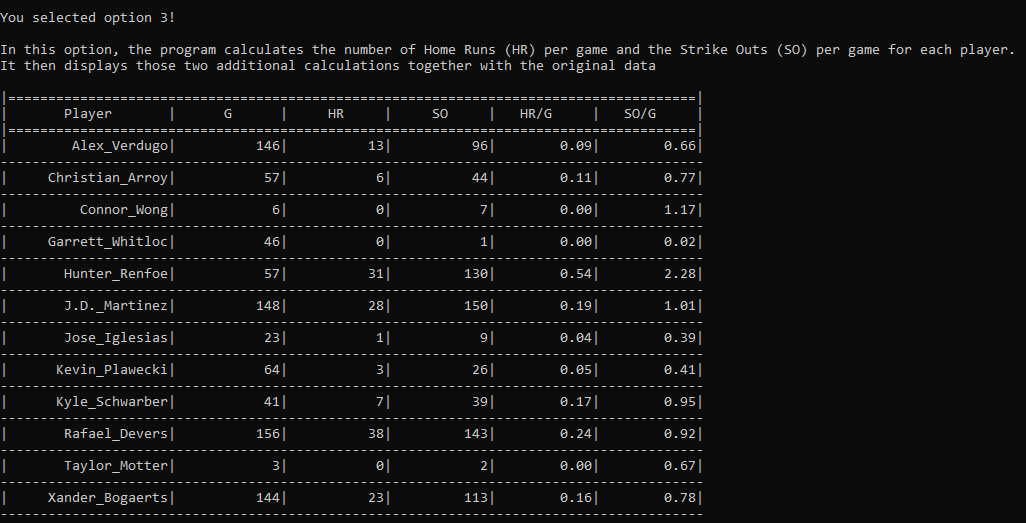 You selected option 3!
In this option, the program calculates the number of Home Runs (HR) per game and the Strike Outs (SO) per game for each player.
It then displays those two additional calculations together with the original data
|======================================================================================|
| Player | G | HR | SO | HR/G | SO/G |
|======================================================================================|
| Alex_Verdugo| 146| 13| 96| 0.09| 0.66|
----------------------------------------------------------------------------------------
| Christian_Arroy| 57| 6| 44| 0.11| 0.77|
----------------------------------------------------------------------------------------
| Connor_Wong| 6| 0| 7| 0.00| 1.17|
----------------------------------------------------------------------------------------
| Garrett_Whitloc| 46| 0| 1| 0.00| 0.02|
----------------------------------------------------------------------------------------
| Hunter_Renfoe| 57| 31| 130| 0.54| 2.28|
----------------------------------------------------------------------------------------
| J.D._Martinez| 148| 28| 150| 0.19| 1.01|
----------------------------------------------------------------------------------------
| Jose_Iglesias| 23| 1| 9| 0.04| 0.39|
----------------------------------------------------------------------------------------
| Kevin_Plawecki| 64| 3| 26| 0.05| 0.41|
----------------------------------------------------------------------------------------
| Kyle_Schwarber| 41| 7| 39| 0.17| 0.95|
----------------------------------------------------------------------------------------
| Rafael_Devers| 156| 38| 143| 0.24| 0.92|
----------------------------------------------------------------------------------------
| Taylor_Motter| 3| 0| 2| 0.00| 0.67|
----------------------------------------------------------------------------------------
| Xander_Bogaerts| 144| 23| 113| 0.16| 0.78|
----------------------------------------------------------------------------------------